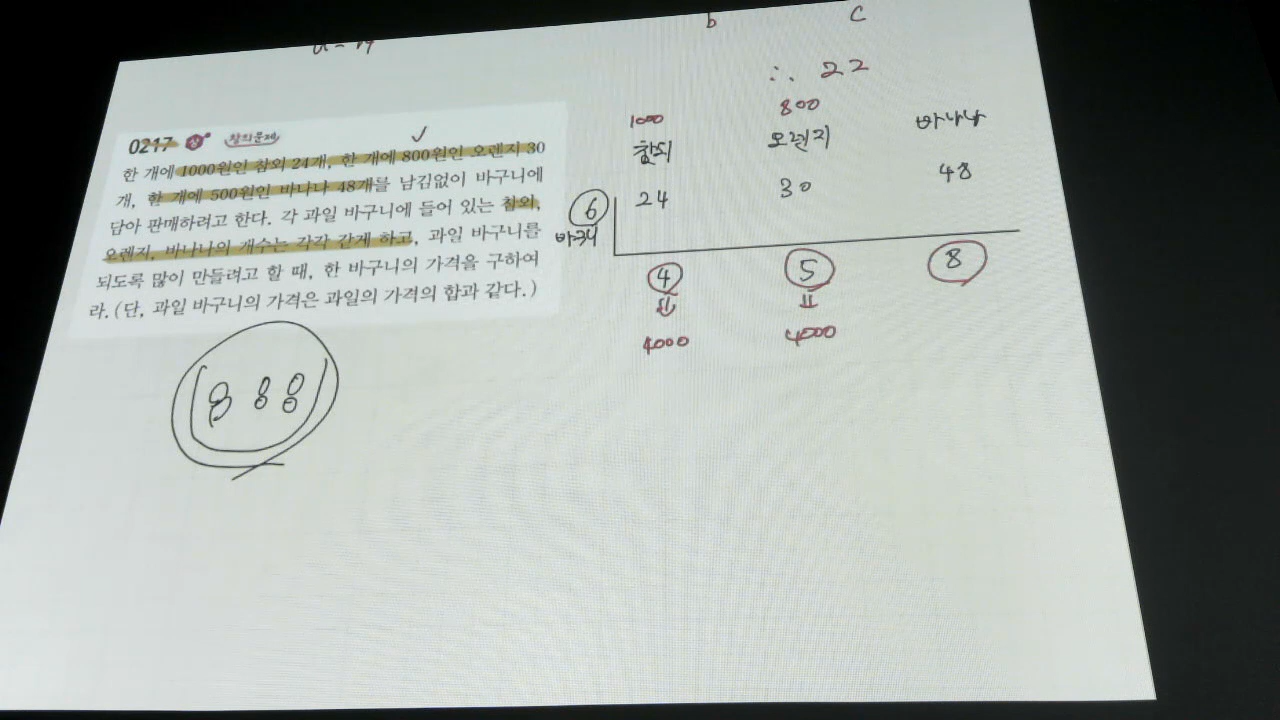 b
C
∴ 22
0217 상 창의문제
한 개에 1000원인 참외 24개, 한 개에 800원인 오렌지 30
개, 한 개에 500원인 바나나 48개를 남김없이 바구니에
담아 판매하려고 한다. 각 과일 바구니에 들어 있는 참외,
오렌지, 바나나의 개수는 각각 같게 하고, 과일 바구니를
되도록 많이 만들려고 할 때, 한 바구니의 가격을 구하여
라. (단, 과일 바구니의 가격은 과일의 가격의 합과 같다.)
1000 800
참외 오렌지 바나나
6 24 30 48
바구니
4 5 8
4000 4000